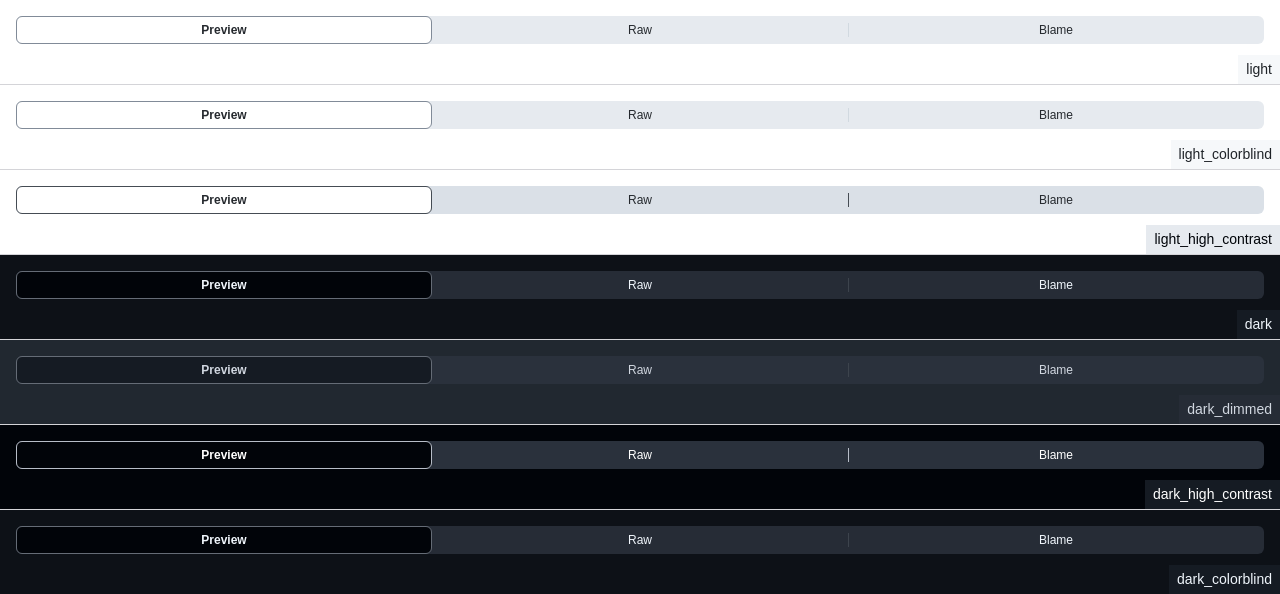 Preview Raw Blame
light
Preview Raw Blame
light_colorblind
Preview Raw Blame
light_high_contrast
Preview Raw Blame
dark
Preview Raw Blame
dark_dimmed
Preview Raw Blame
dark_high_contrast
Preview Raw Blame
dark_colorblind